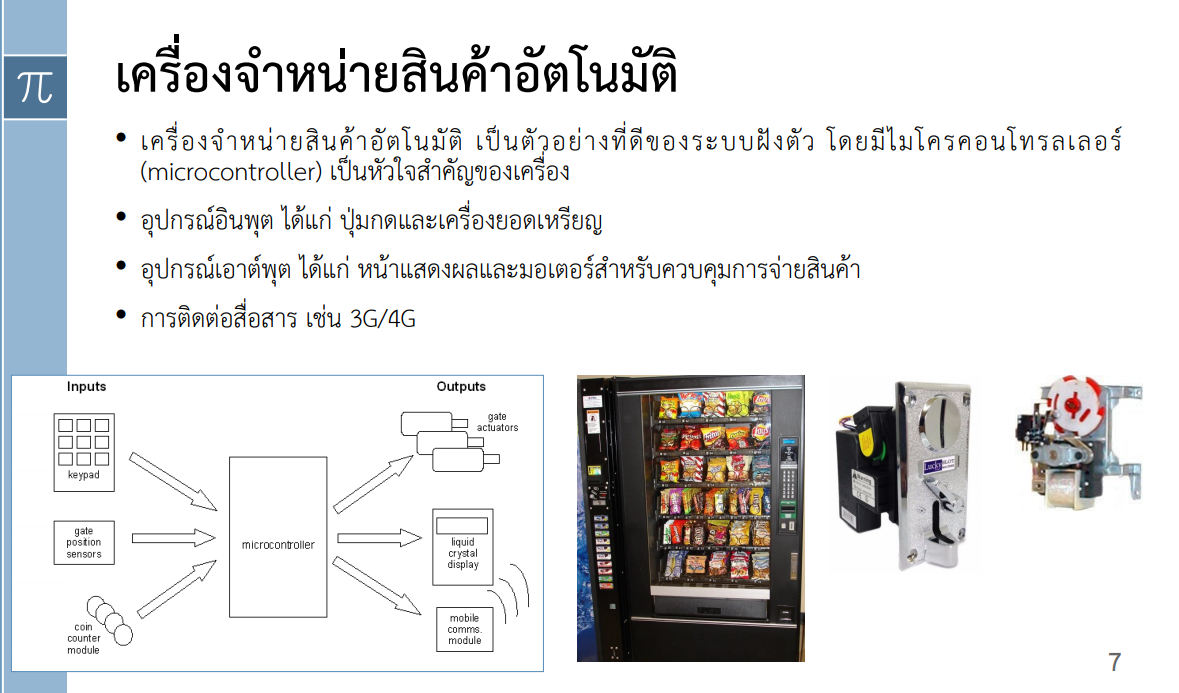 π
เครื่องจำหน่ายสินค้าอัตโนมัติ
• เครื่องจำหน่ายสินค้าอัตโนมัติ เป็นตัวอย่างที่ดีของระบบฝังตัว โดยมีไมโครคอนโทรลเลอร์
(microcontroller) เป็นหัวใจสำคัญของเครื่อง
• อุปกรณ์อินพุต ได้แก่ ปุ่มกดและเครื่องยอดเหรียญ
• อุปกรณ์เอาต์พุต ได้แก่ หน้าแสดงผลและมอเตอร์สำหรับควบคุมการจ่ายสินค้า
• การติดต่อสื่อสาร เช่น 3G/4G
Inputs
Outputs
keypad
gate
position
sensors
coin
counter
module
microcontroller
gate
actuators
liquid
crystal
display
mobile
comms.
module
7